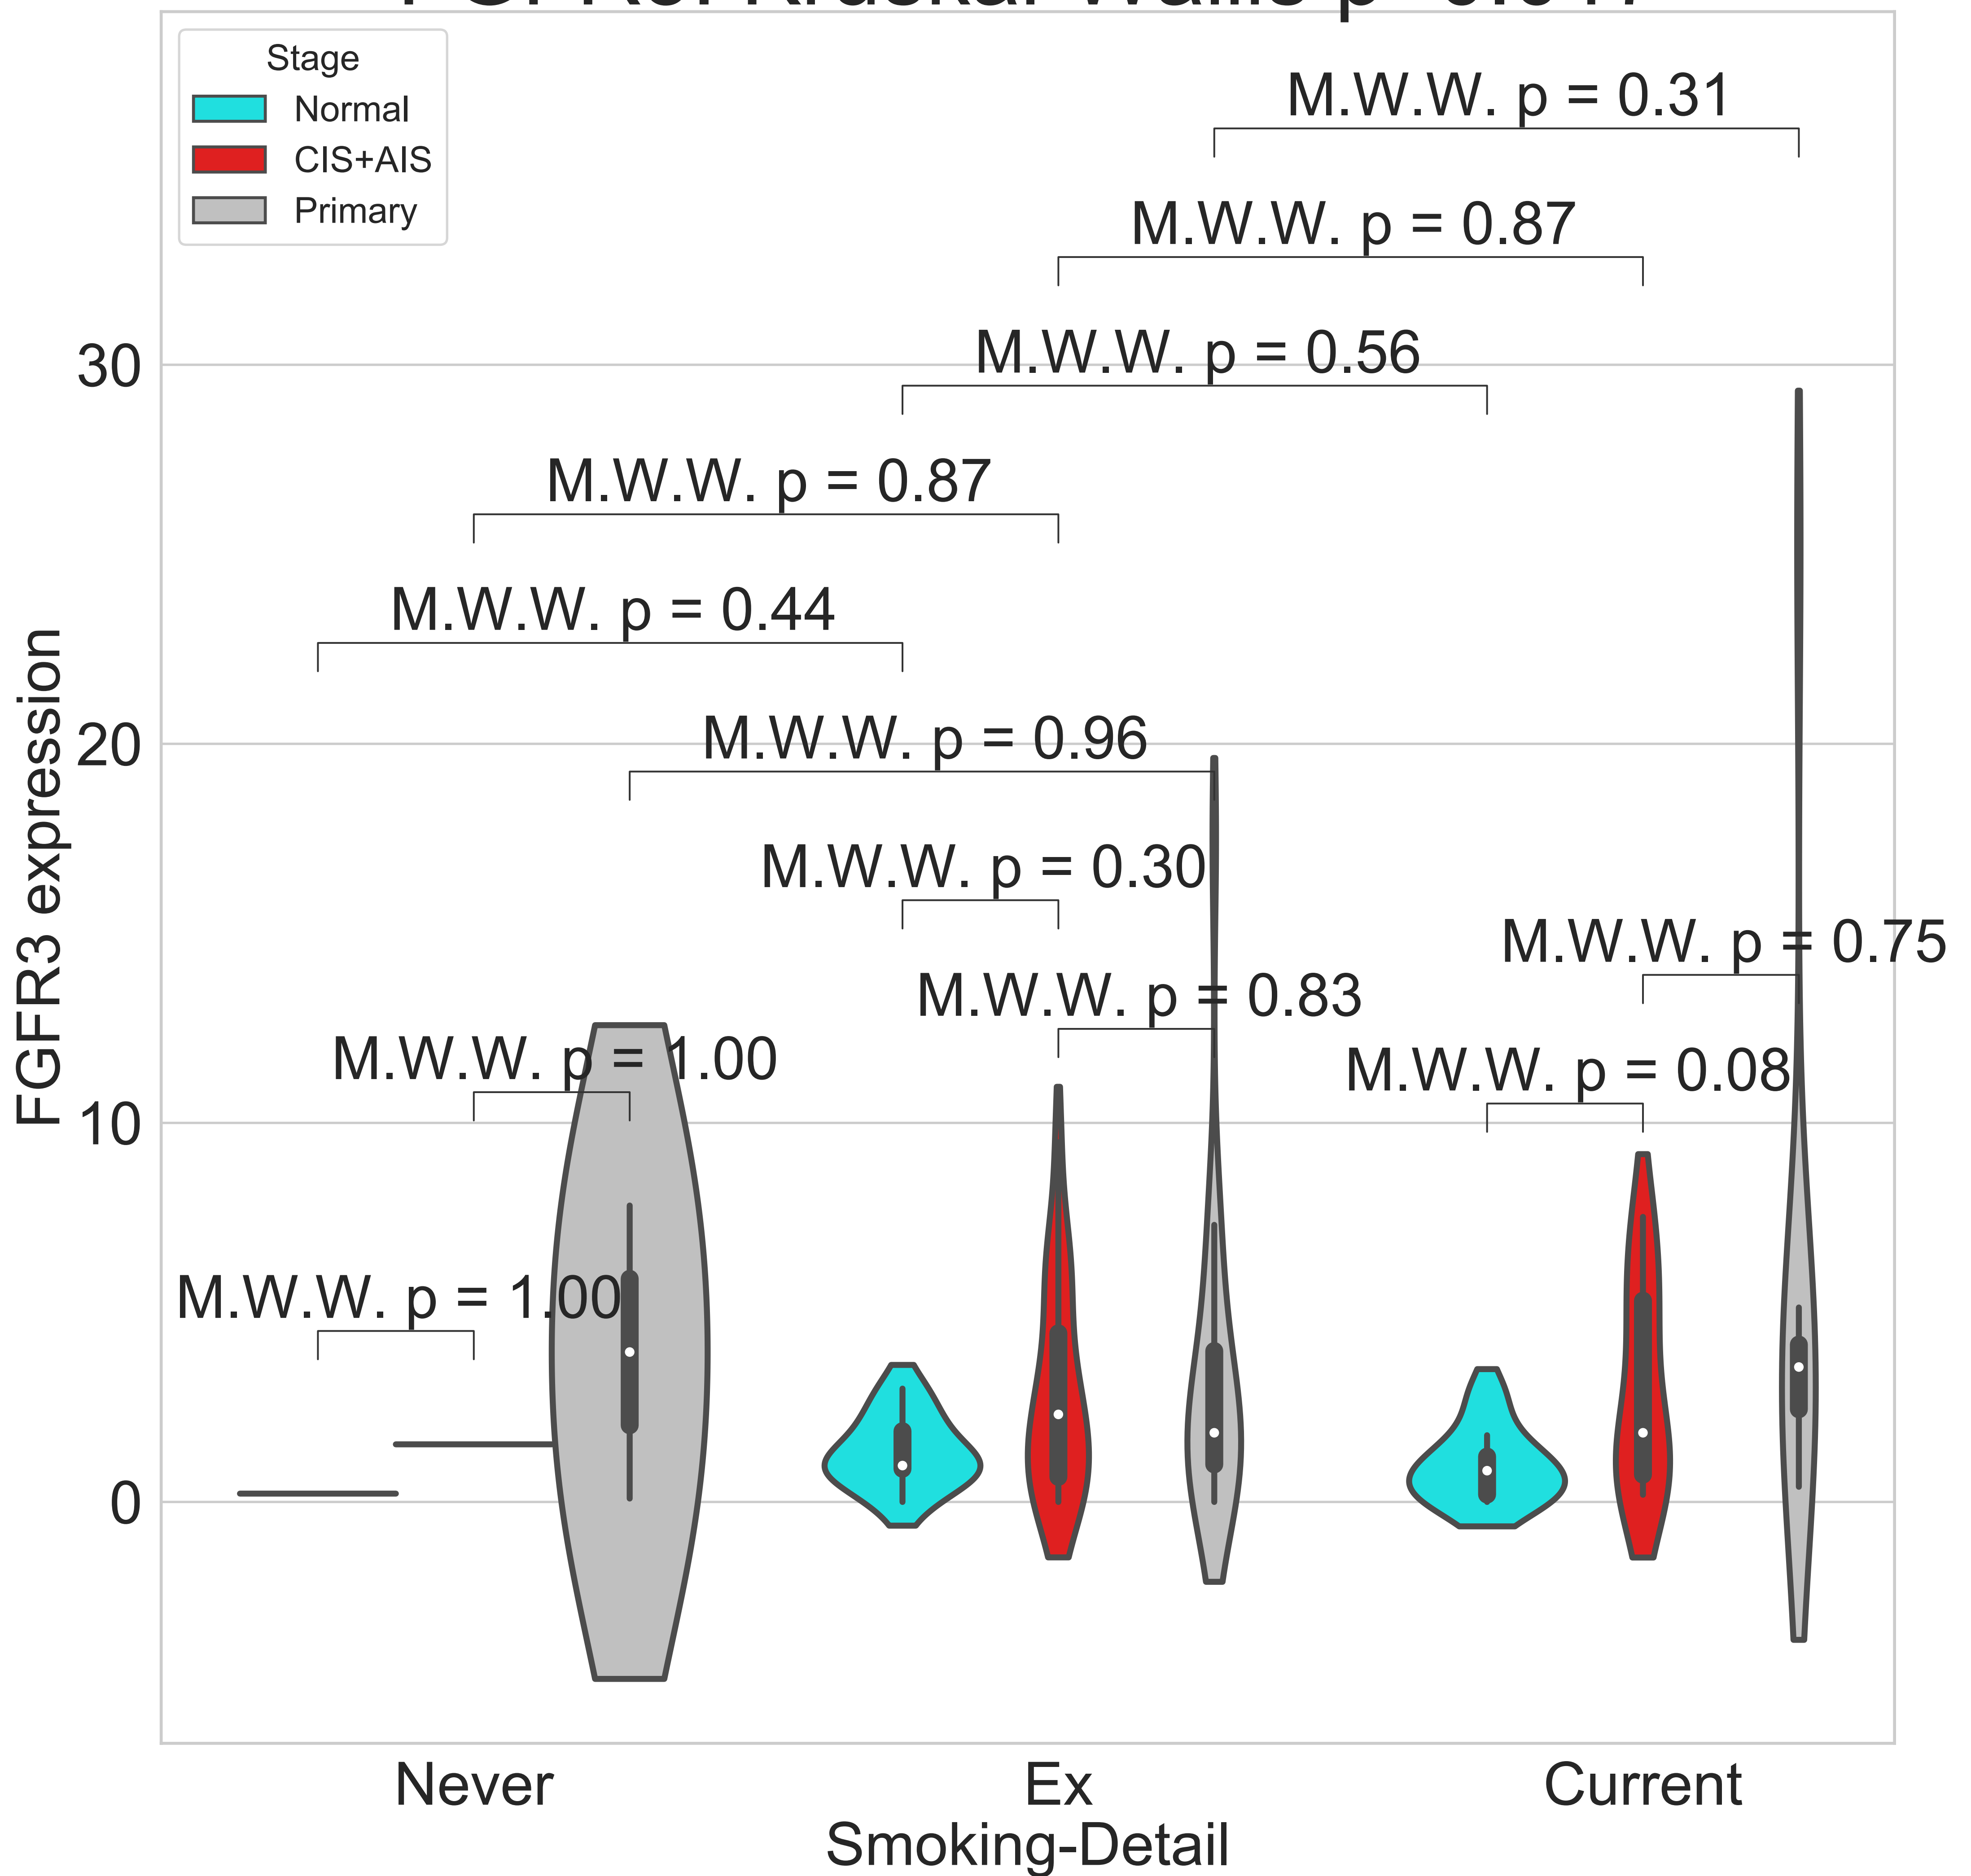 Stage
Normal
CIS+AIS
Primary
M.W.W. p = 0.31
M.W.W. p = 0.87
M.W.W. p = 0.56
M.W.W. p = 0.87
M.W.W. p = 0.44
M.W.W. p = 0.96
M.W.W. p = 0.30
M.W.W. p = 0.75
M.W.W. p = 0.83
M.W.W. p = 1.00
M.W.W. p = 0.08
M.W.W. p = 1.00
30
20
10
0
FGFR3 expression
Never
Ex
Current
Smoking-Detail